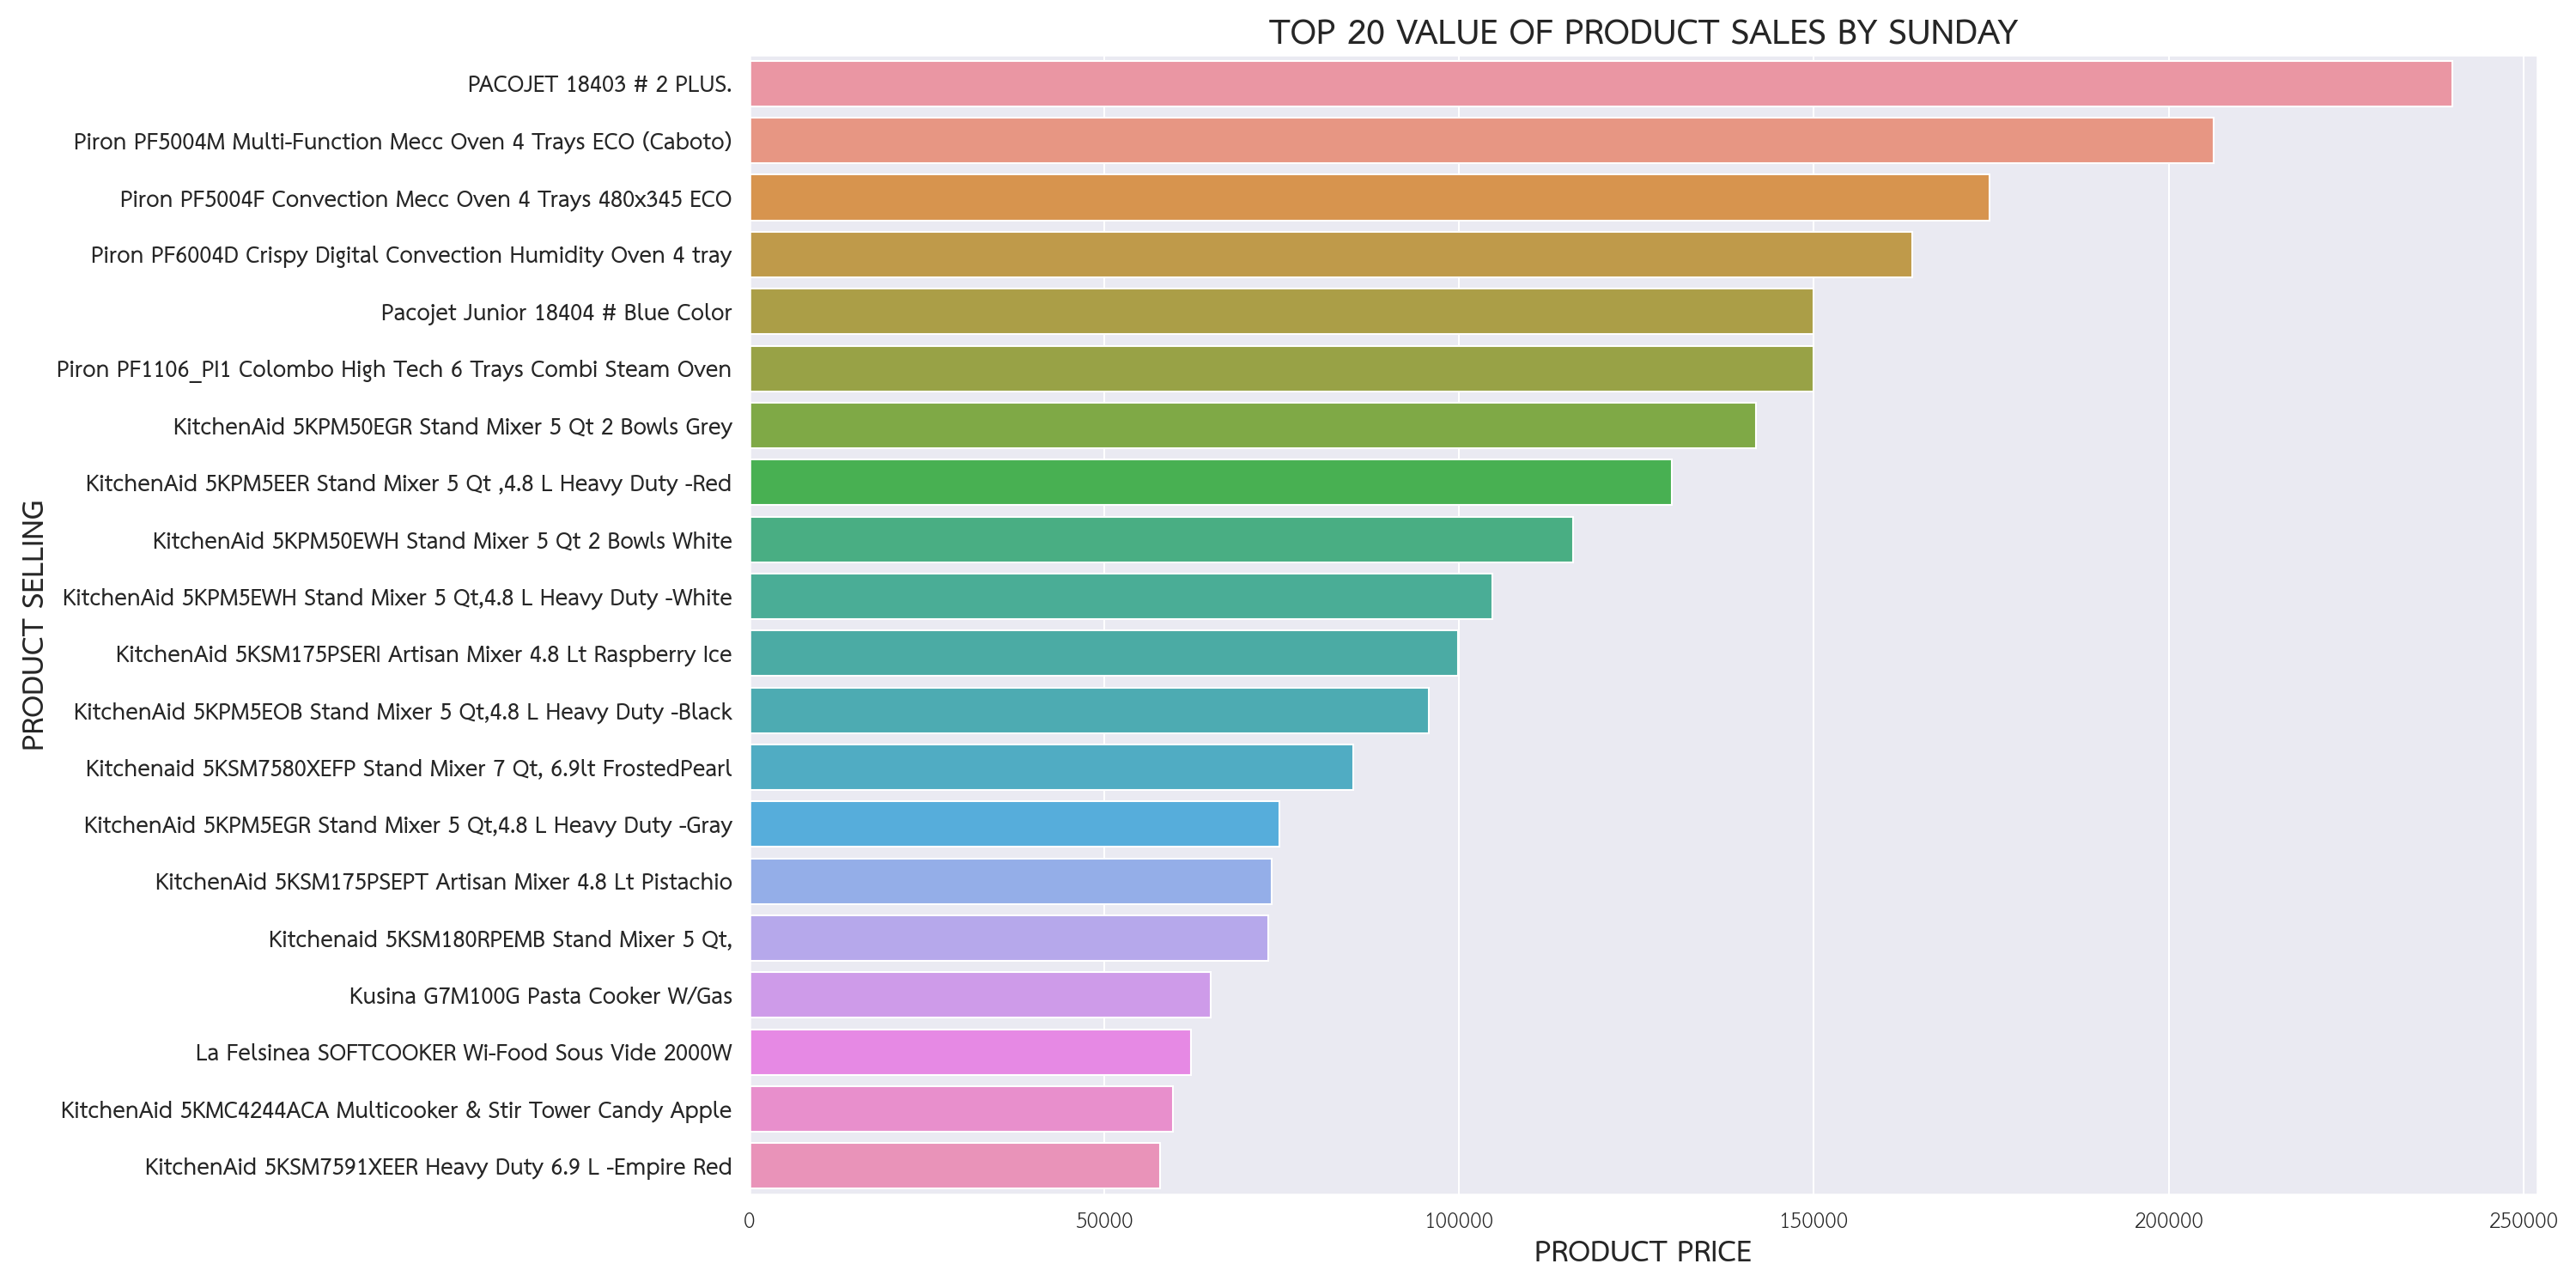 TOP 20 VALUE OF PRODUCT SALES BY SUNDAY
PRODUCT SELLING
PACOJET 18403 # 2 PLUS.
Piron PF5004M Multi-Function Mecc Oven 4 Trays ECO (Caboto)
Piron PF5004F Convection Mecc Oven 4 Trays 480x345 ECO
Piron PF6004D Crispy Digital Convection Humidity Oven 4 tray
Pacojet Junior 18404 # Blue Color
Piron PF1106_PI1 Colombo High Tech 6 Trays Combi Steam Oven
KitchenAid 5KPM50EGR Stand Mixer 5 Qt 2 Bowls Grey
KitchenAid 5KPM5EER Stand Mixer 5 Qt ,4.8 L Heavy Duty -Red
KitchenAid 5KPM50EWH Stand Mixer 5 Qt 2 Bowls White
KitchenAid 5KPM5EWH Stand Mixer 5 Qt,4.8 L Heavy Duty -White
KitchenAid 5KSM175PSERI Artisan Mixer 4.8 Lt Raspberry Ice
KitchenAid 5KPM5EOB Stand Mixer 5 Qt,4.8 L Heavy Duty -Black
Kitchenaid 5KSM7580XEFP Stand Mixer 7 Qt, 6.9lt FrostedPearl
KitchenAid 5KPM5EGR Stand Mixer 5 Qt,4.8 L Heavy Duty -Gray
KitchenAid 5KSM175PSEPT Artisan Mixer 4.8 Lt Pistachio
Kitchenaid 5KSM180RPEMB Stand Mixer 5 Qt,
Kusina G7M100G Pasta Cooker W/Gas
La Felsinea SOFTCOOKER Wi-Food Sous Vide 2000W
KitchenAid 5KMC4244ACA Multicooker & Stir Tower Candy Apple
KitchenAid 5KSM7591XEER Heavy Duty 6.9 L -Empire Red
0 50000 100000 150000 200000 250000
PRODUCT PRICE